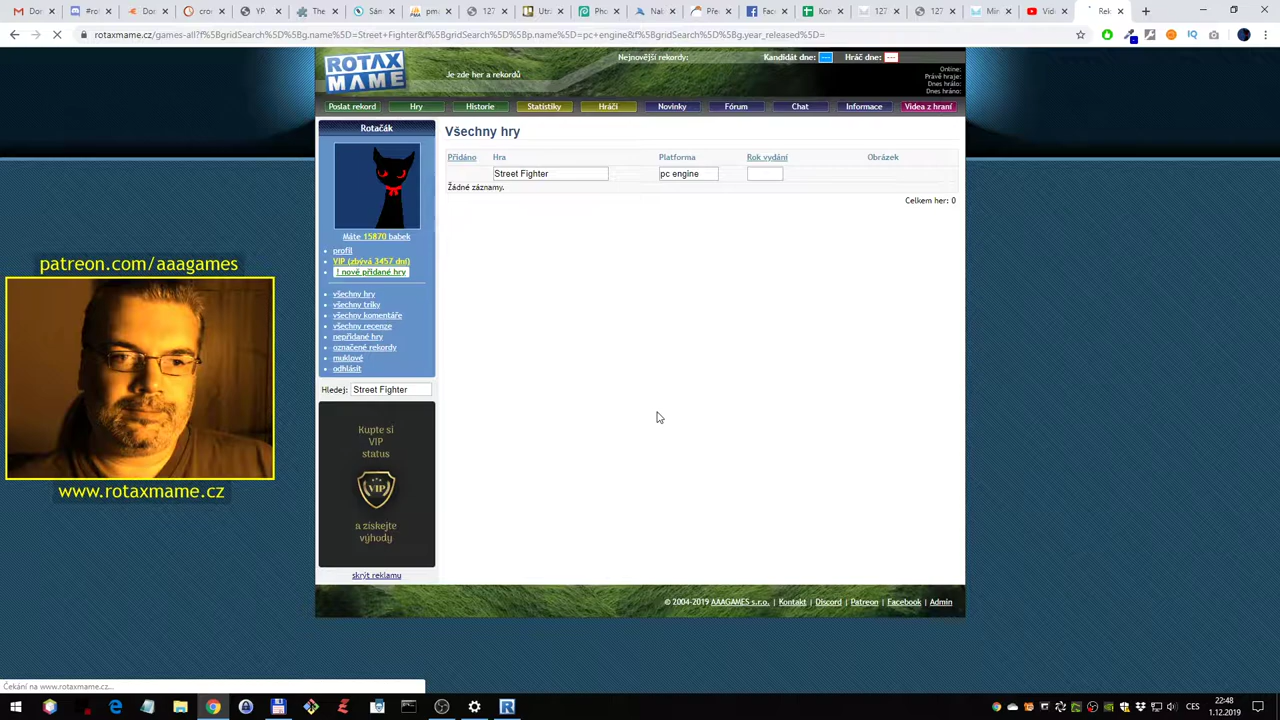 rotaxmame.cz/games-all?f%5BgridSearch%5D%5Bg.name%5D=Street+Fighter&f%5BgridSearch%5D%5Bp.name%5D=pc+engine&f%5BgridSearch%5D%5Bg.year_released%5D=
ROTAX
MAME
Je zde her a rekordů
Nejnovější rekordy:
Kandidát dne:
Hráč dne:
Online:
Právě hraje:
Dnes hrálo:
Dnes hráno:
Poslat rekord
Hry
Historie
Statistiky
Hráči
Novinky
Fórum
Chat
Informace
Videa z hraní
Rotačák
Máte 15870 babek
profil
VIP (zbývá 3457 dní)
! nově přidané hry
všechny hry
všechny triky
všechny komentáře
všechny recenze
nepřidané hry
označené rekordy
muklové
odhlásit
Hledej: Street Fighter
Kupte si
VIP
status
VIP
a získejte
výhody
skrýt reklamu
Všechny hry
Přidáno
Hra
Platforma
Rok vydání
Obrázek
Street Fighter
pc engine
Žádné záznamy.
Celkem her: 0
patreon.com/aaagames
www.rotaxmame.cz
© 2004-2019 AAAGAMES s.r.o. | Kontakt | Discord | Patreon | Facebook | Admin
Čekání na www.rotaxmame.cz...
22:48
1.12.2019